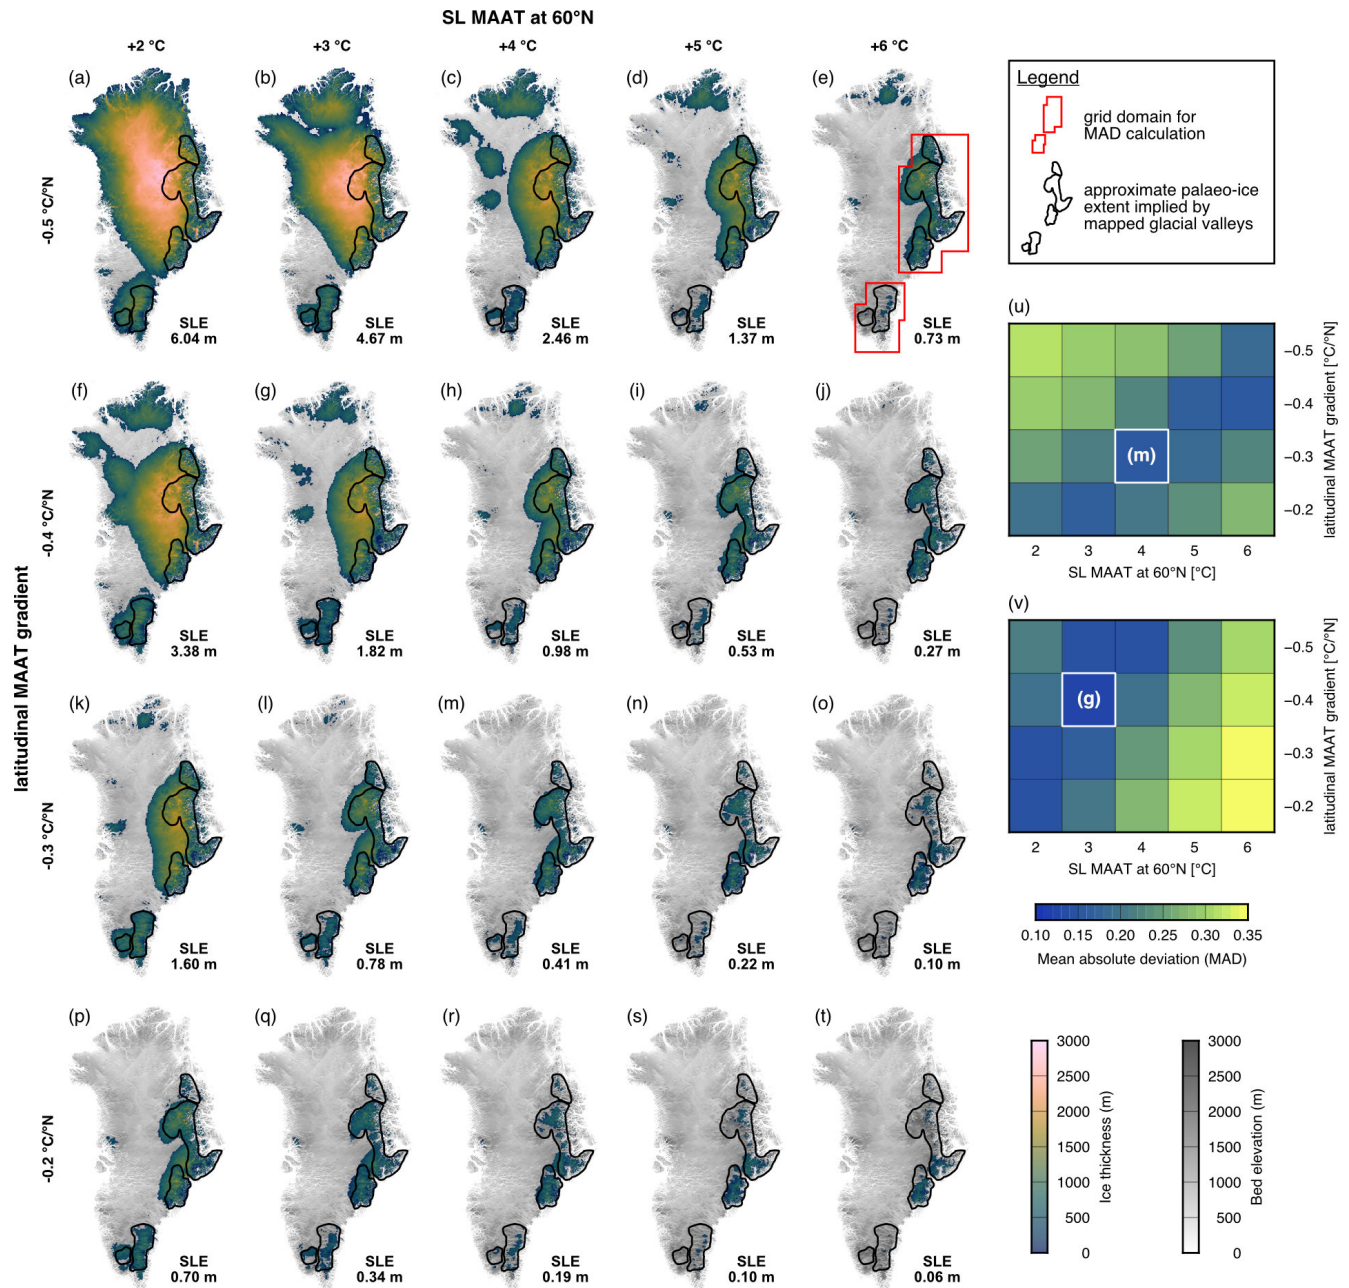 SL MAAT at 60°N
+2 °C +3 °C +4 °C +5 °C +6 °C
latitudinal MAAT gradient
-0.5 °C/°N
(a) (b) (c) (d) (e)
SLE SLE SLE SLE SLE
6.04 m 4.67 m 2.46 m 1.37 m 0.73 m
-0.4 °C/°N
(f) (g) (h) (i) (j)
SLE SLE SLE SLE SLE
3.38 m 1.82 m 0.98 m 0.53 m 0.27 m
-0.3 °C/°N
(k) (l) (m) (n) (o)
SLE SLE SLE SLE SLE
1.60 m 0.78 m 0.41 m 0.22 m 0.10 m
-0.2 °C/°N
(p) (q) (r) (s) (t)
SLE SLE SLE SLE SLE
0.70 m 0.34 m 0.19 m 0.10 m 0.06 m
Legend
grid domain for
MAD calculation
approximate palaeo-ice
extent implied by
mapped glacial valleys
(u)
−0.5
−0.4
(m)
−0.3
−0.2
2 3 4 5 6
SL MAAT at 60°N [°C]
latitudinal MAAT gradient [°C/°N]
(v)
−0.5
(g)
−0.4
−0.3
−0.2
2 3 4 5 6
SL MAAT at 60°N [°C]
latitudinal MAAT gradient [°C/°N]
0.10 0.15 0.20 0.25 0.30 0.35
Mean absolute deviation (MAD)
3000
2500
2000
1500
1000
500
0
Ice thickness (m)
3000
2500
2000
1500
1000
500
0
Bed elevation (m)